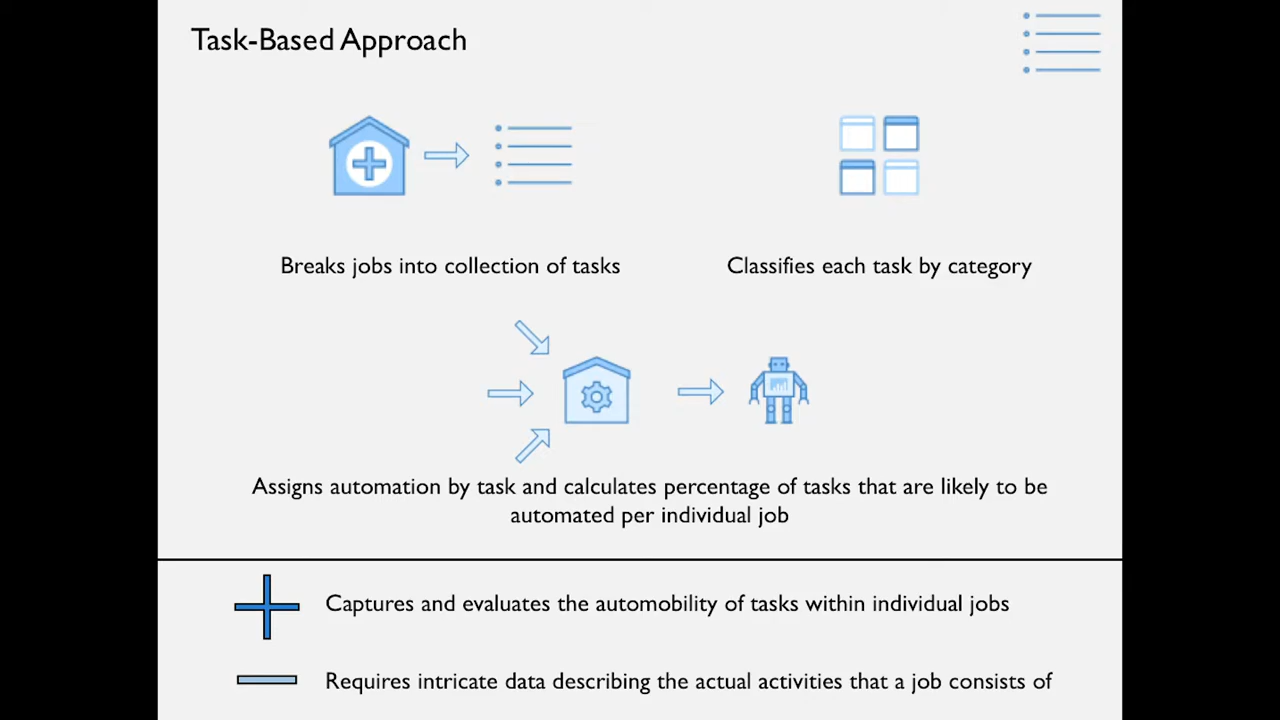 Task-Based Approach
Breaks jobs into collection of tasks
Classifies each task by category
Assigns automation by task and calculates percentage of tasks that are likely to be
automated per individual job
Captures and evaluates the automobility of tasks within individual jobs
Requires intricate data describing the actual activities that a job consists of